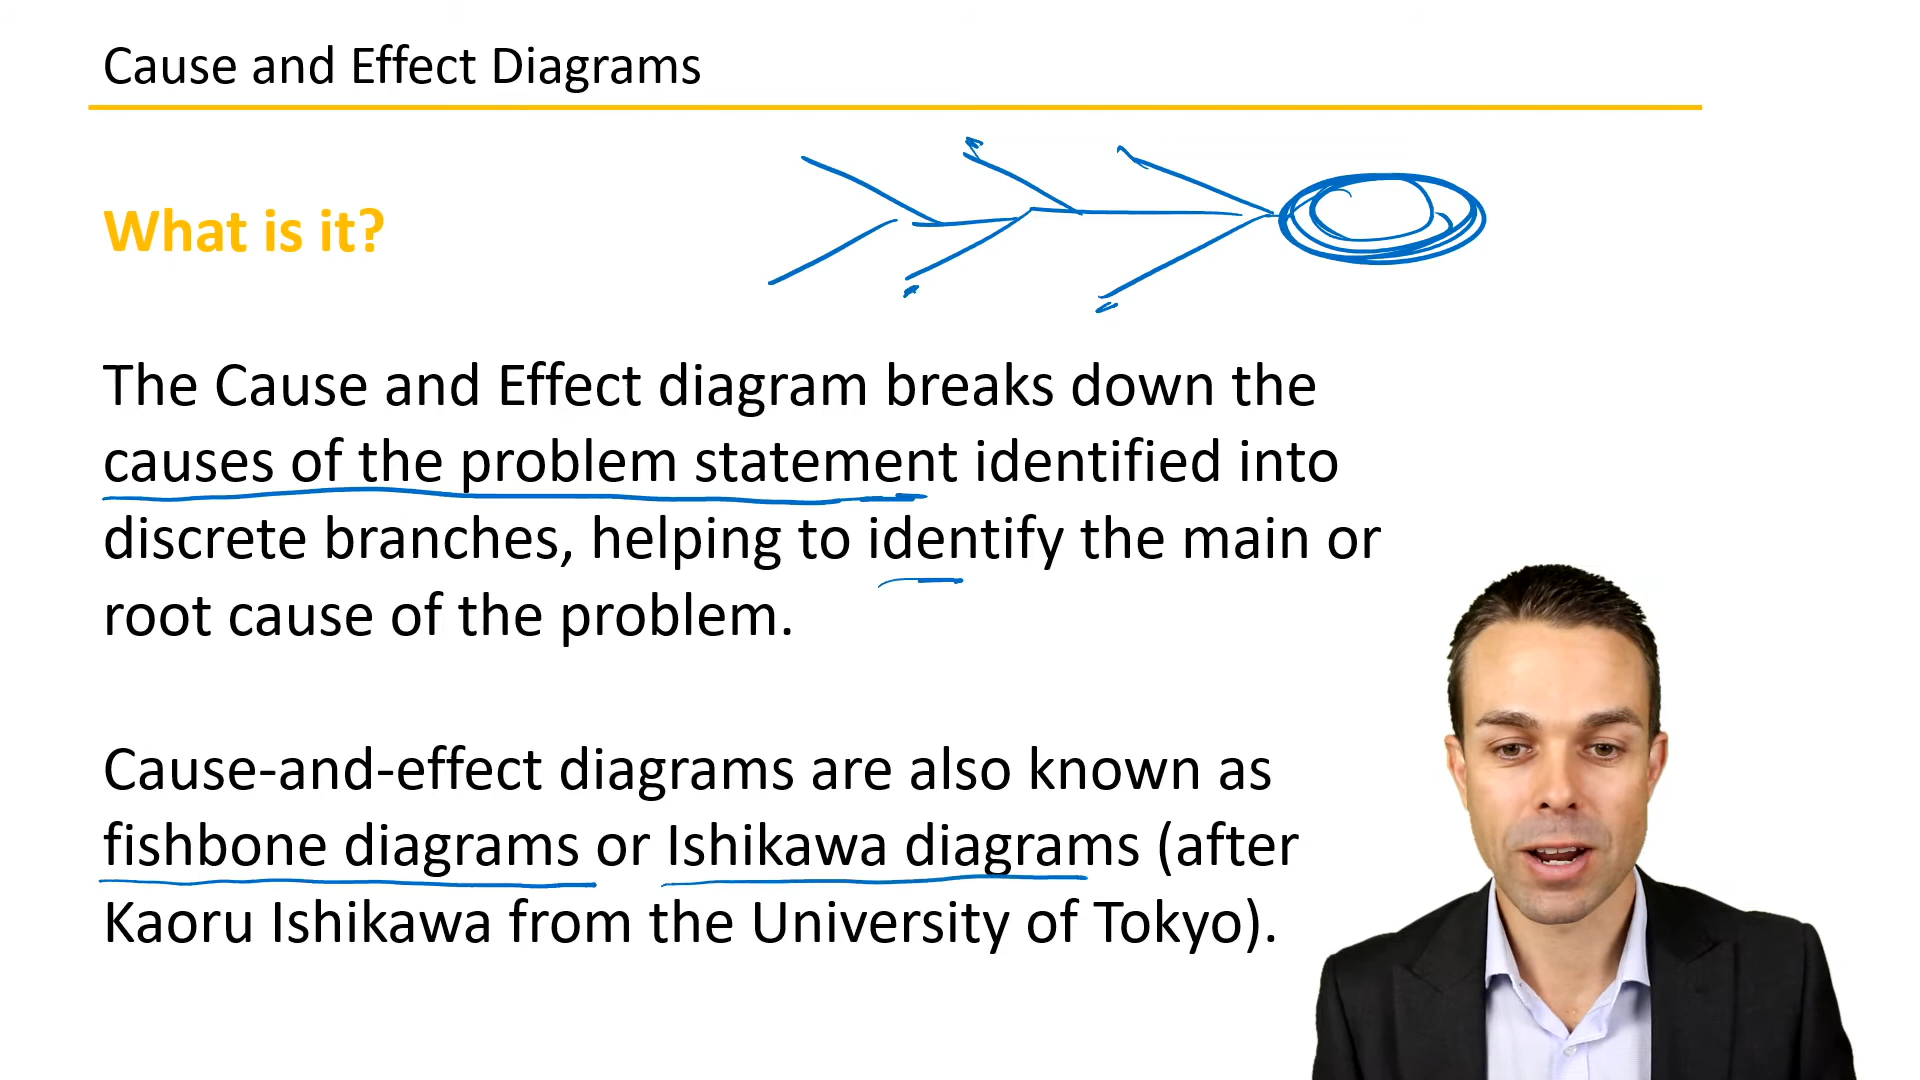 Cause and Effect Diagrams
What is it?
The Cause and Effect diagram breaks down the
causes of the problem statement identified into
discrete branches, helping to identify the main or
root cause of the problem.
Cause-and-effect diagrams are also known as
fishbone diagrams or Ishikawa diagrams (after
Kaoru Ishikawa from the University of Tokyo).